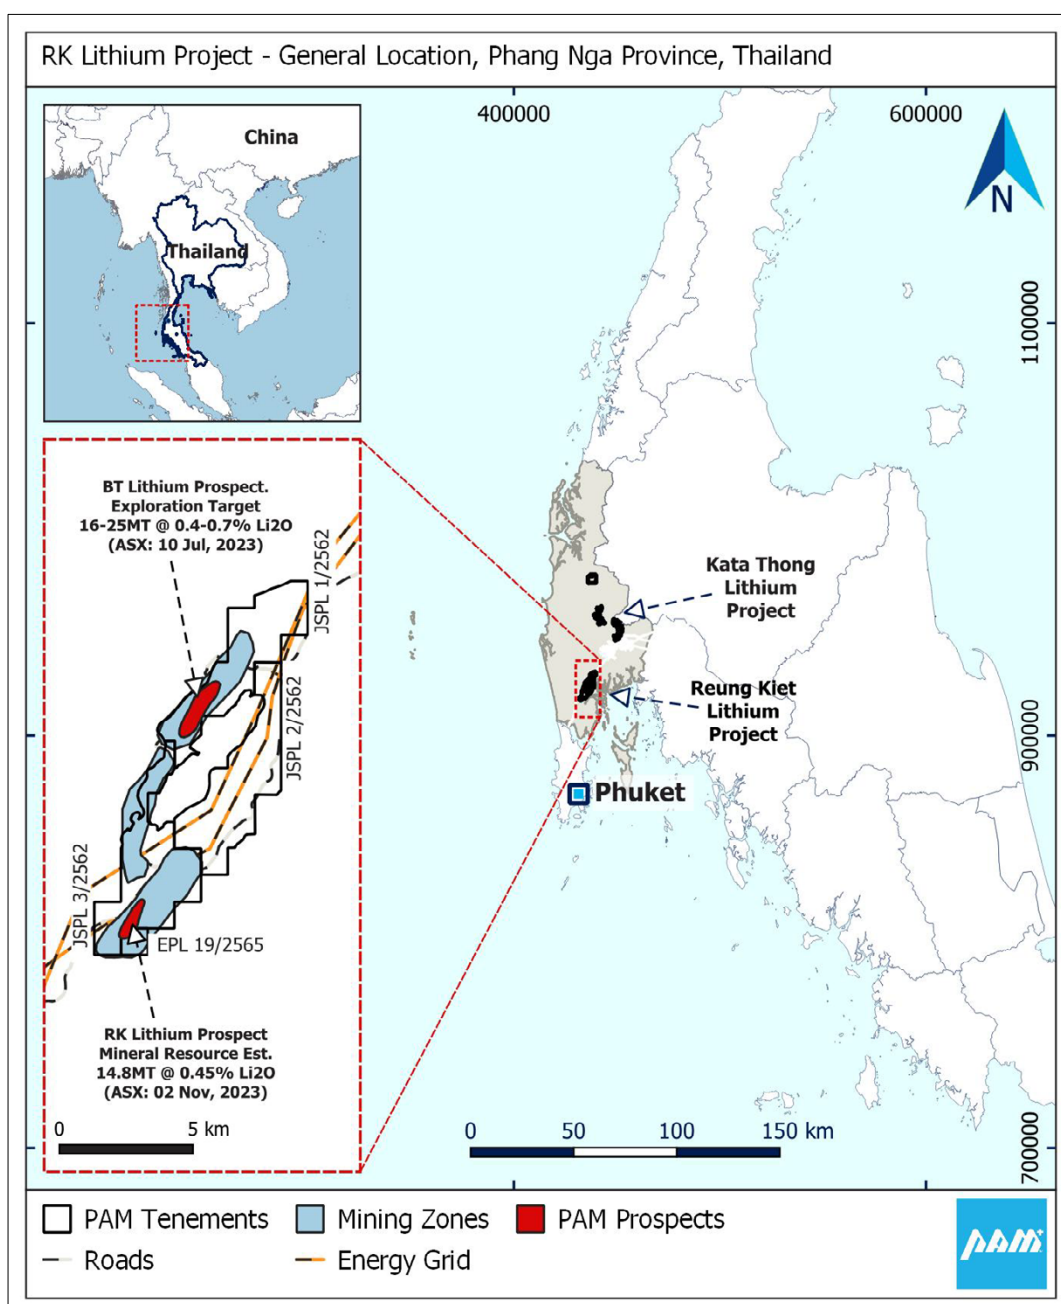 RK Lithium Project - General Location, Phang Nga Province, Thailand
400000
600000
China
Thailand
N
1100000
BT Lithium Prospect.
Exploration Target
16-25MT @ 0.4-0.7% Li2O
(ASX: 10 Jul, 2023)
JSPL 1/2562
JSPL 2/2562
JSPL 3/2562
EPL 19/2565
RK Lithium Prospect
Mineral Resource Est.
14.8MT @ 0.45% Li2O
(ASX: 02 Nov, 2023)
0 5 km
Kata Thong
Lithium
Project
Reung Kiet
Lithium
Project
900000
Phuket
0 50 100 150 km
700000
PAM Tenements
Mining Zones
PAM Prospects
Roads
Energy Grid
PAM